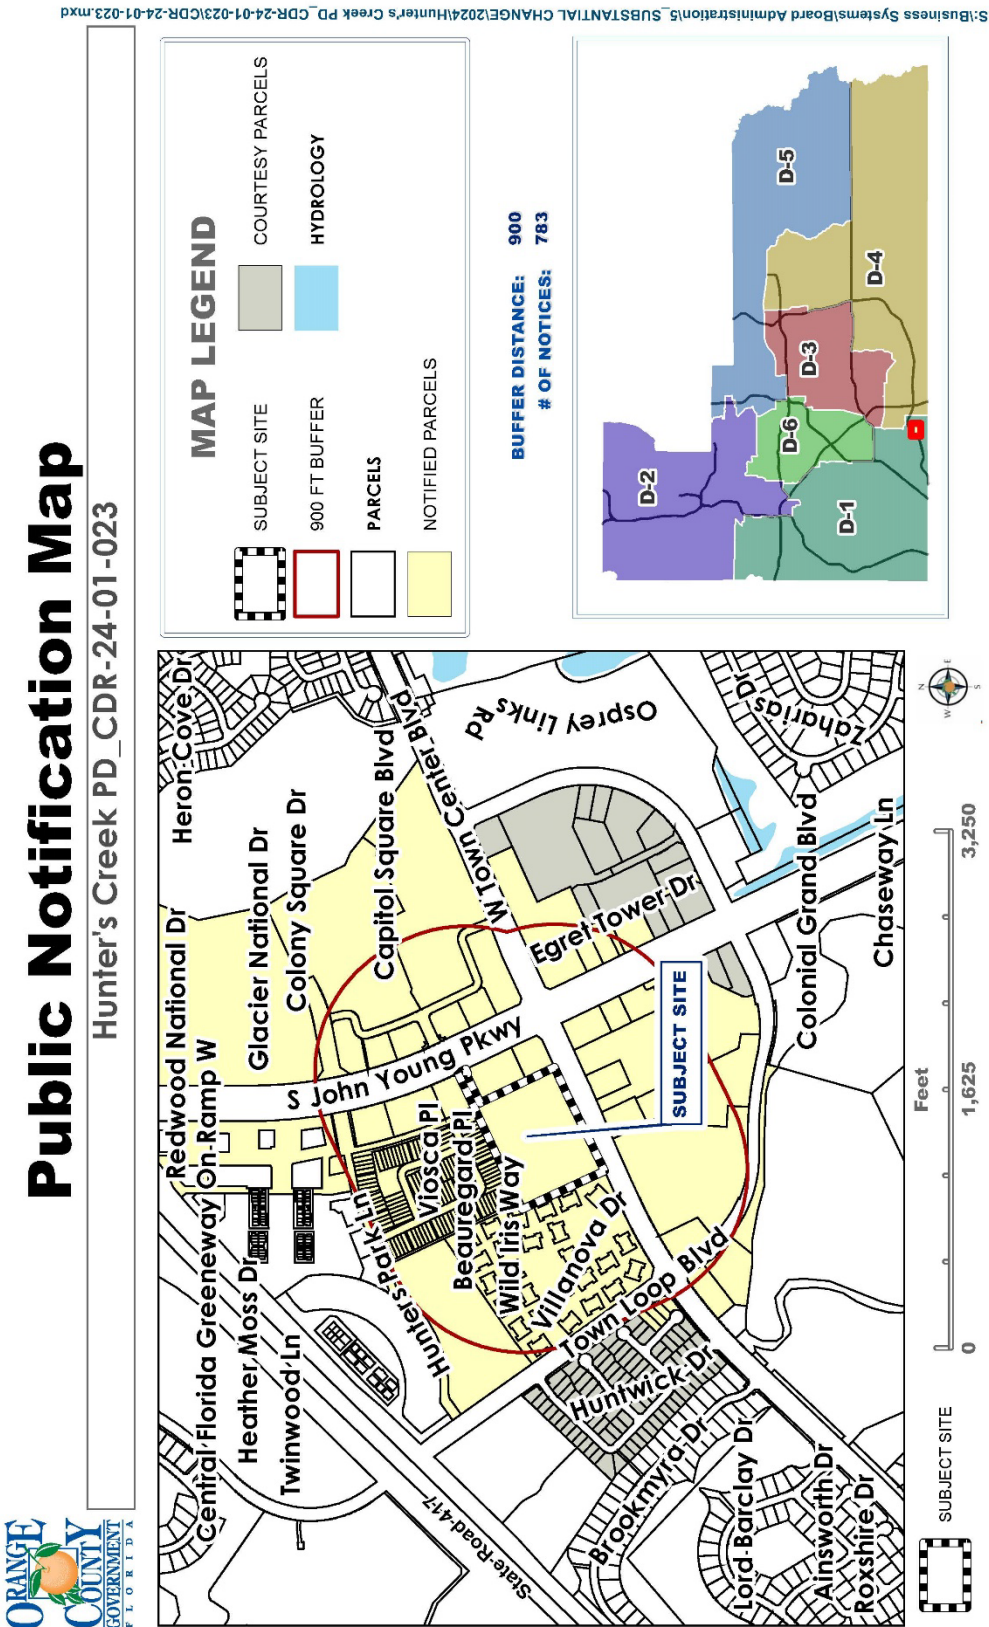 ORANGE
COUNTY
GOVERNMENT
FLORIDA
Public Notification Map
Hunter's Creek PD_CDR-24-01-023
Redwood National Dr
Heron Cove Dr
Central Florida Greeneway On-Ramp W
Glacier National Dr
Heather Moss Dr
Colony Square Dr
Twinwood Ln
S John Young Pkwy
Capitol Square Blvd
Hunters Park Ln
Viosca Pl
W Town Center Blvd
Beauregard Pl
Osprey Links Rd
Wild Iris Way
State Road 417
Villanova Dr
Egret Tower Dr
Town Loop Blvd
Huntwick Dr
SUBJECT SITE
Brookmyra Dr
Zaharias Dr
Lord Barclay Dr
Colonial Grand Blvd
Ainsworth Dr
Roxshire Dr
Chaseway Ln
MAP LEGEND
SUBJECT SITE
COURTESY PARCELS
900 FT BUFFER
HYDROLOGY
PARCELS
NOTIFIED PARCELS
BUFFER DISTANCE: 900
# OF NOTICES: 783
D-2
D-5
D-6
D-3
D-1
D-4
SUBJECT SITE
Feet
0 1,625 3,250
N
W E
S
S:\Business Systems\Board Administration\5_SUBSTANTIAL CHANGE\2024\Hunter's Creek PD_CDR-24-01-023\CDR-24-01-023.mxd